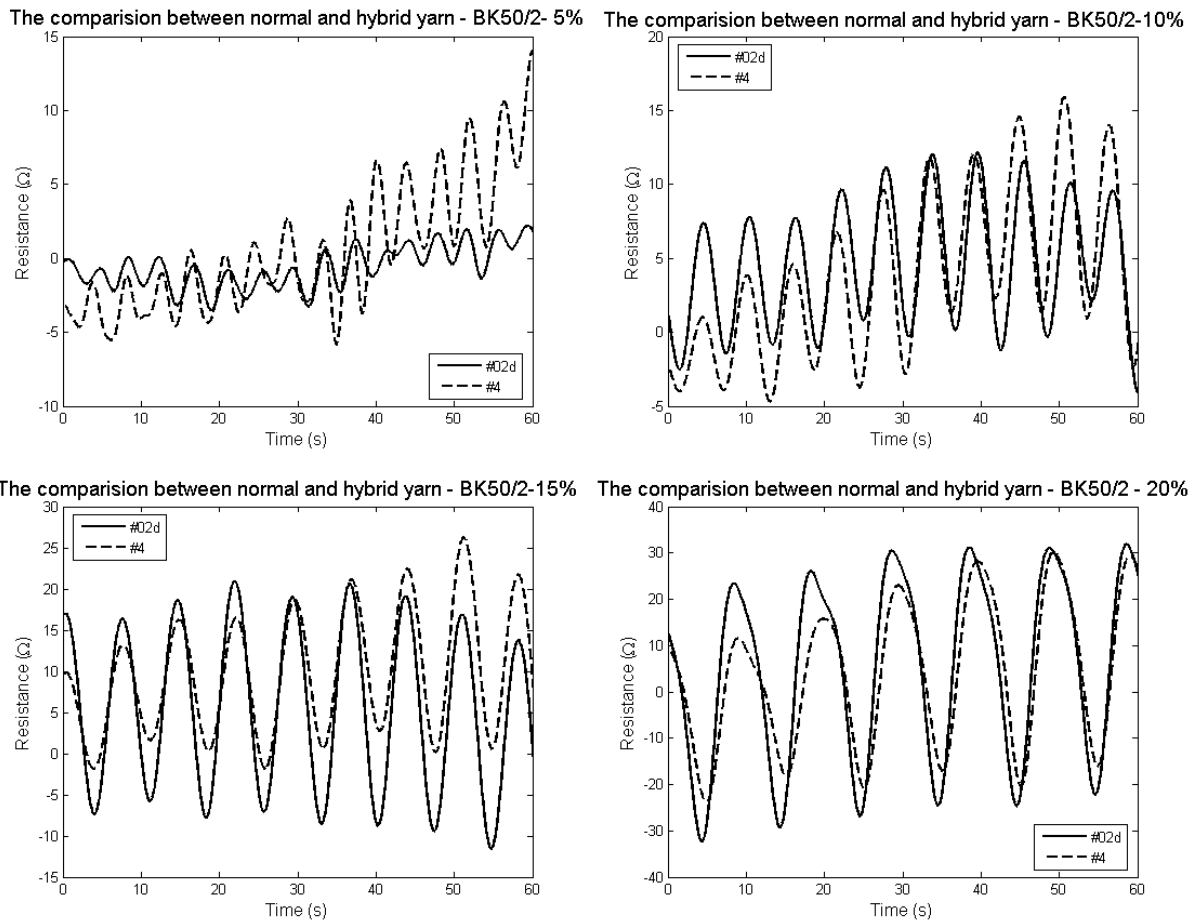 The comparision between normal and hybrid yarn - BK50/2- 5%
15
10
5
0
-5
-10
0 10 20 30 40 50 60
Resistance (Ω)
Time (s)
#02d
#4
The comparision between normal and hybrid yarn - BK50/2-10%
20
15
10
5
0
-5
0 10 20 30 40 50 60
Resistance (Ω)
Time (s)
#02d
#4
The comparision between normal and hybrid yarn - BK50/2-15%
30
25
20
15
10
5
0
-5
-10
-15
0 10 20 30 40 50 60
Resistance (Ω)
Time (s)
#02d
#4
The comparision between normal and hybrid yarn - BK50/2 - 20%
40
30
20
10
0
-10
-20
-30
-40
0 10 20 30 40 50 60
Resistance (Ω)
Time (s)
#02d
#4